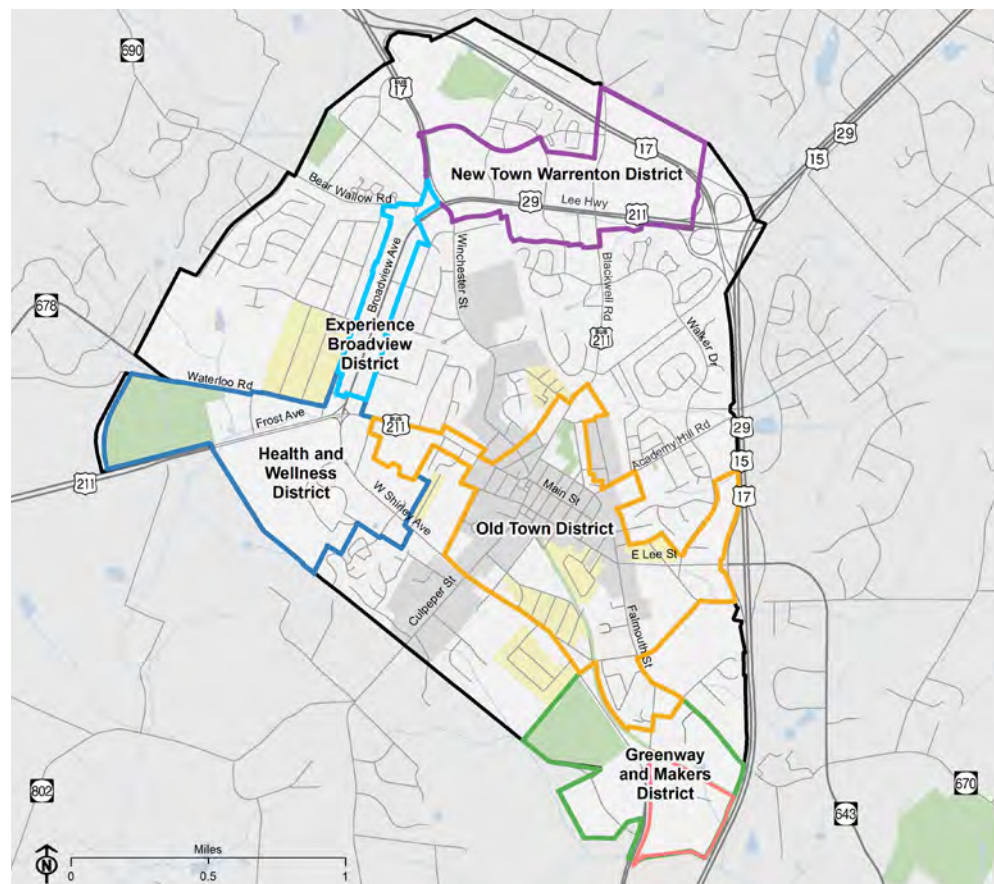 690
BUS
17
29
15
17
New Town Warrenton District
Bear Wallow Rd
29
Lee Hwy
211
Broadview Ave
Winchester St
Blackwell Rd
678
Experience
Broadview
District
BUS
211
Walker Dr
Waterloo Rd
Frost Ave
BUS
211
29
Academy Hill Rd
15
Health and
Wellness
District
211
17
Main St
W Shirley Ave
Old Town District
E Lee St
Culpeper St
Falmouth St
Greenway
and Makers
District
802
670
643
N
Miles
0
0.5
1